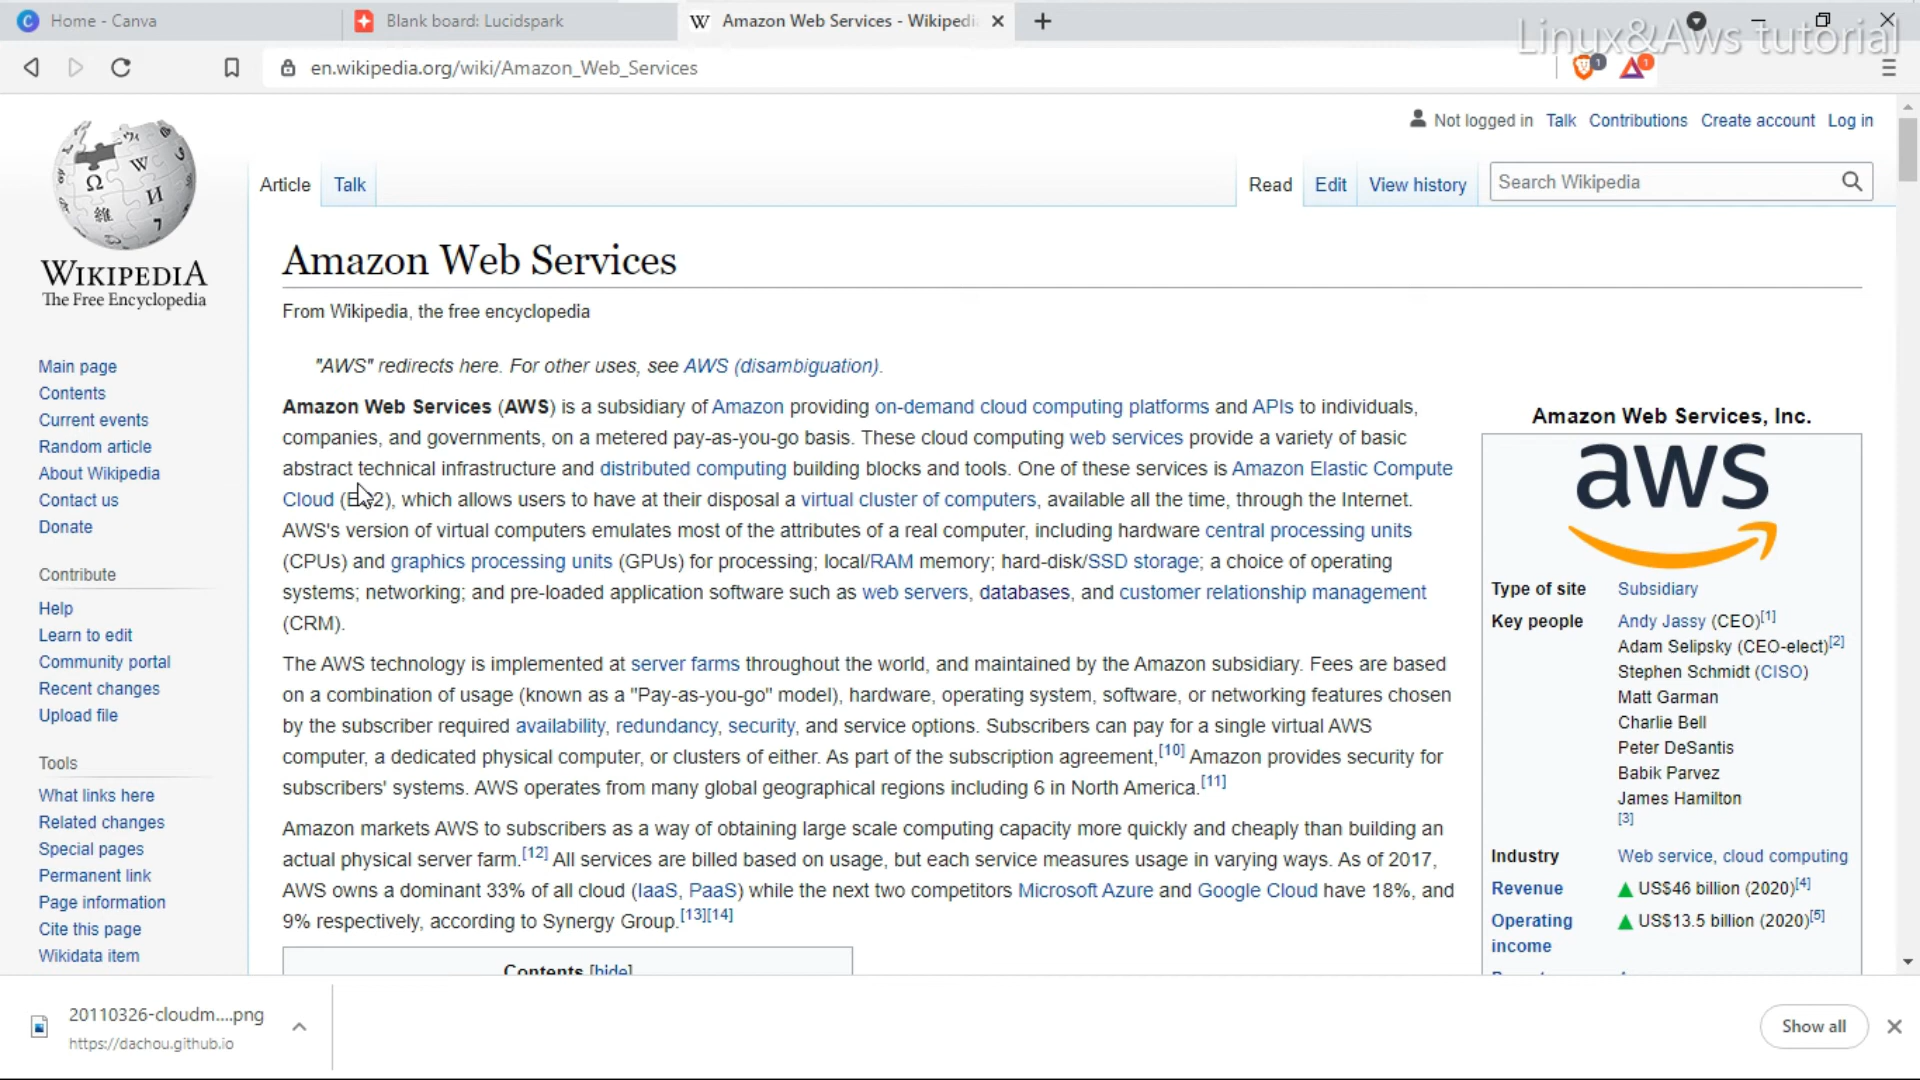 Home - Canva
Blank board: Lucidspark
Amazon Web Services - Wikipedi
Linux&Aws tutorial
en.wikipedia.org/wiki/Amazon_Web_Services
1
1
Not logged in Talk Contributions Create account Log in
Article Talk
Read Edit View history Search Wikipedia
WIKIPEDIA
The Free Encyclopedia
Main page
Contents
Current events
Random article
About Wikipedia
Contact us
Donate
Contribute
Help
Learn to edit
Community portal
Recent changes
Upload file
Tools
What links here
Related changes
Special pages
Permanent link
Page information
Cite this page
Wikidata item
Amazon Web Services
From Wikipedia, the free encyclopedia
"AWS" redirects here. For other uses, see AWS (disambiguation).
Amazon Web Services (AWS) is a subsidiary of Amazon providing on-demand cloud computing platforms and APIs to individuals,
companies, and governments, on a metered pay-as-you-go basis. These cloud computing web services provide a variety of basic
abstract technical infrastructure and distributed computing building blocks and tools. One of these services is Amazon Elastic Compute
Cloud (EC2), which allows users to have at their disposal a virtual cluster of computers, available all the time, through the Internet.
AWS's version of virtual computers emulates most of the attributes of a real computer, including hardware central processing units
(CPUs) and graphics processing units (GPUs) for processing; local/RAM memory; hard-disk/SSD storage; a choice of operating
systems; networking; and pre-loaded application software such as web servers, databases, and customer relationship management
(CRM).
The AWS technology is implemented at server farms throughout the world, and maintained by the Amazon subsidiary. Fees are based
on a combination of usage (known as a "Pay-as-you-go" model), hardware, operating system, software, or networking features chosen
by the subscriber required availability, redundancy, security, and service options. Subscribers can pay for a single virtual AWS
computer, a dedicated physical computer, or clusters of either. As part of the subscription agreement,[10] Amazon provides security for
subscribers' systems. AWS operates from many global geographical regions including 6 in North America.[11]
Amazon markets AWS to subscribers as a way of obtaining large scale computing capacity more quickly and cheaply than building an
actual physical server farm.[12] All services are billed based on usage, but each service measures usage in varying ways. As of 2017,
AWS owns a dominant 33% of all cloud (IaaS, PaaS) while the next two competitors Microsoft Azure and Google Cloud have 18%, and
9% respectively, according to Synergy Group.[13][14]
Contents [hide]
Amazon Web Services, Inc.
aws
Type of site Subsidiary
Key people Andy Jassy (CEO)[1]
Adam Selipsky (CEO-elect)[2]
Stephen Schmidt (CISO)
Matt Garman
Charlie Bell
Peter DeSantis
Babik Parvez
James Hamilton
[3]
Industry Web service, cloud computing
Revenue US$46 billion (2020)[4]
Operating US$13.5 billion (2020)[5]
income
20110326-cloudm....png
https://dachou.github.io
Show all